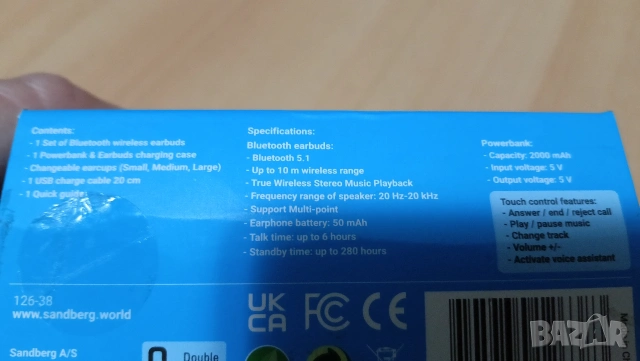 Contents:
- 1 Set of Bluetooth wireless earbuds
- 1 Powerbank & Earbuds charging case
- Changeable earcups (Small, Medium, Large)
- 1 USB charge cable 20 cm
- 1 Quick guide
126-38
www.sandberg.world
Sandberg A/S
Specifications:
Bluetooth earbuds:
- Bluetooth 5.1
- Up to 10 m wireless range
- True Wireless Stereo Music Playback
- Frequency range of speaker: 20 Hz-20 kHz
- Support Multi-point
- Earphone battery: 50 mAh
- Talk time: up to 6 hours
- Standby time: up to 280 hours
Powerbank:
- Capacity: 2000 mAh
- Input voltage: 5 V
- Output voltage: 5 V
Touch control features:
- Answer / end / reject call
- Play / pause music
- Change track
- Volume +/-
- Activate voice assistant
UK
CA
FC
CE
Double
BAZAR